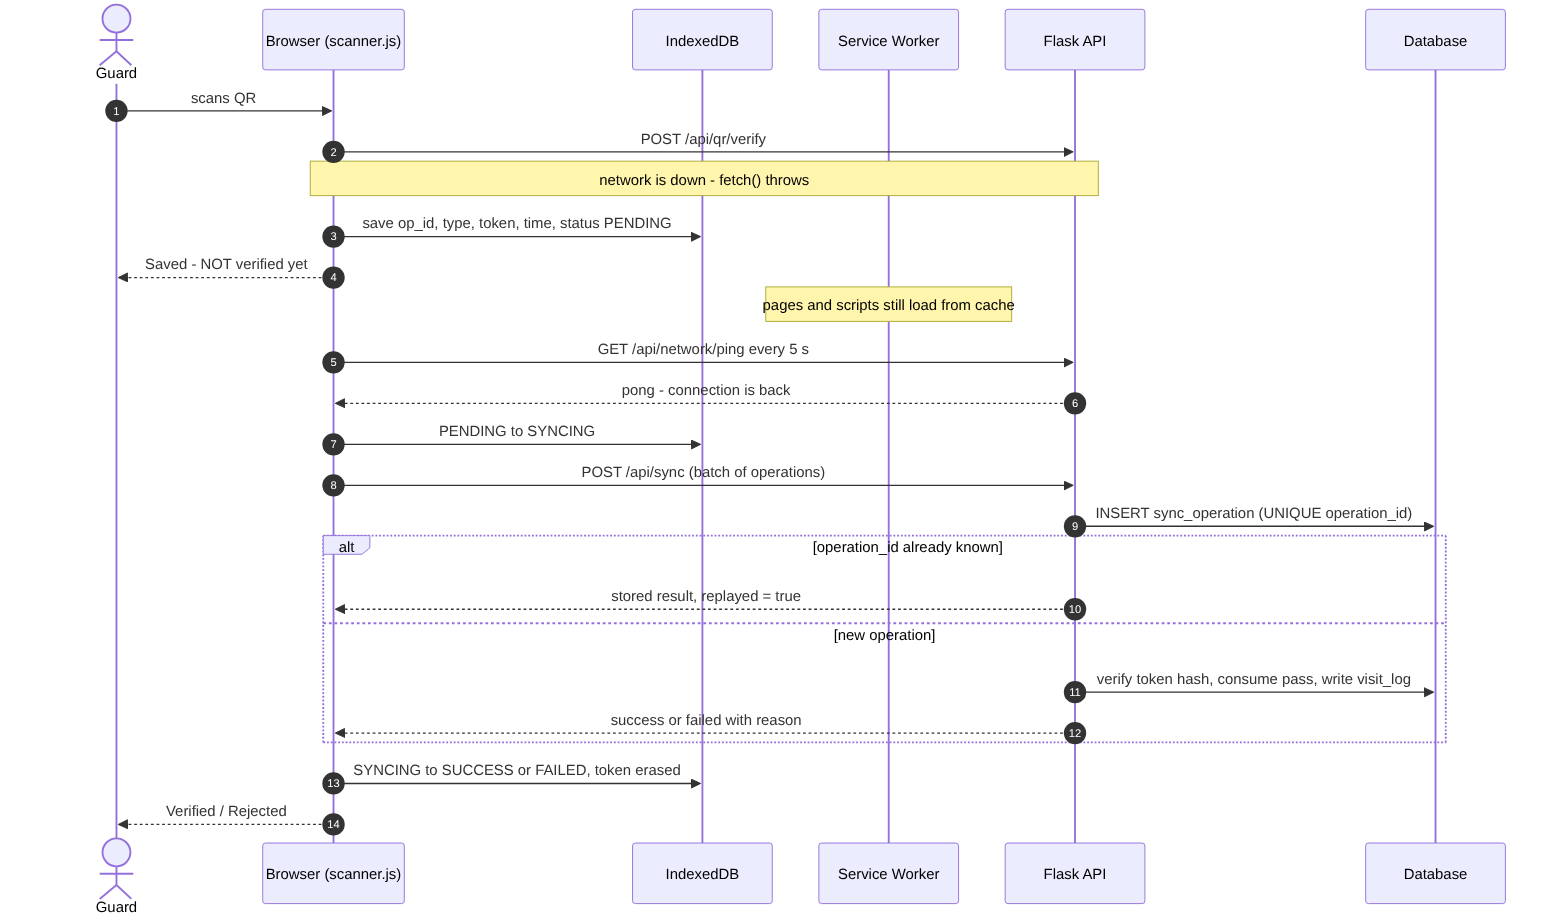 Guard
Browser (scanner.js)
IndexedDB
Service Worker
Flask API
Database
1
scans QR
2
POST /api/qr/verify
network is down - fetch() throws
3
save op_id, type, token, time, status PENDING
Saved - NOT verified yet
4
pages and scripts still load from cache
5
GET /api/network/ping every 5 s
pong - connection is back
6
7
PENDING to SYNCING
8
POST /api/sync (batch of operations)
9
INSERT sync_operation (UNIQUE operation_id)
alt
[operation_id already known]
stored result, replayed = true
10
[new operation]
11
verify token hash, consume pass, write visit_log
success or failed with reason
12
13
SYNCING to SUCCESS or FAILED, token erased
Verified / Rejected
14
Guard
Browser (scanner.js)
IndexedDB
Service Worker
Flask API
Database